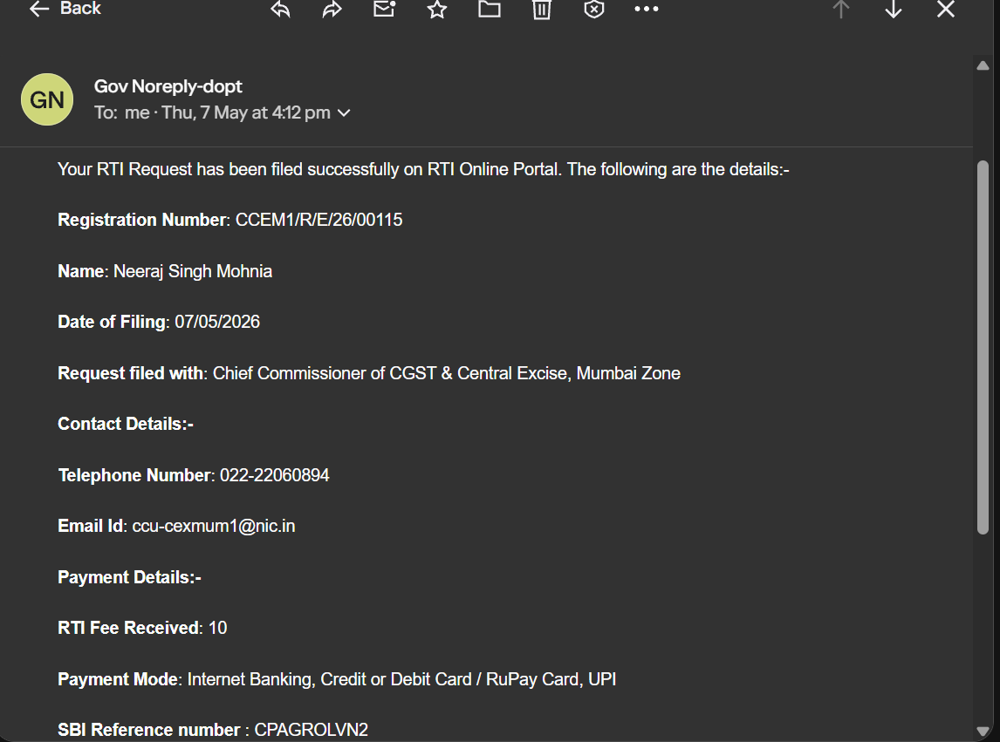 Back
GN
Gov Noreply-dopt
To: me · Thu, 7 May at 4:12 pm
Your RTI Request has been filed successfully on RTI Online Portal. The following are the details:-
Registration Number: CCEM1/R/E/26/00115
Name: Neeraj Singh Mohnia
Date of Filing: 07/05/2026
Request filed with: Chief Commissioner of CGST & Central Excise, Mumbai Zone
Contact Details:-
Telephone Number: 022-22060894
Email Id: ccu-cexmum1@nic.in
Payment Details:-
RTI Fee Received: 10
Payment Mode: Internet Banking, Credit or Debit Card / RuPay Card, UPI
SBI Reference number : CPAGROLVN2